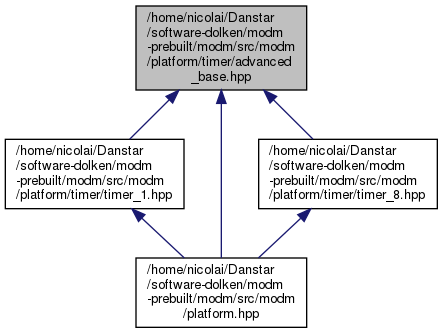 /home/nicolai/Danstar
/software-dolken/modm
-prebuilt/modm/src/modm
/platform/timer/advanced
_base.hpp
/home/nicolai/Danstar
/software-dolken/modm
-prebuilt/modm/src/modm
/platform/timer/timer_1.hpp
/home/nicolai/Danstar
/software-dolken/modm
-prebuilt/modm/src/modm
/platform/timer/timer_8.hpp
/home/nicolai/Danstar
/software-dolken/modm
-prebuilt/modm/src/modm
/platform.hpp